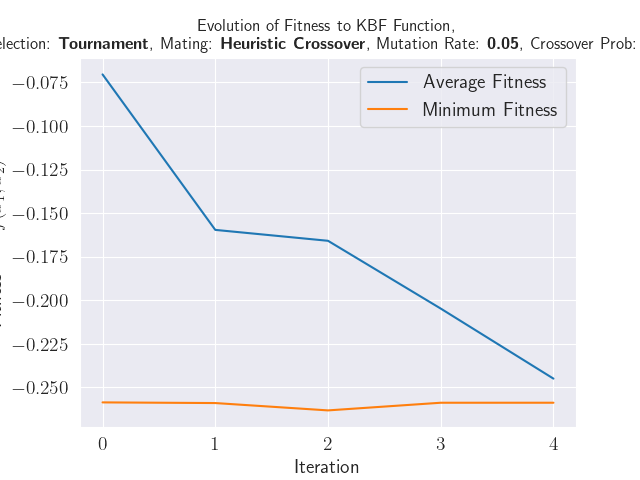 Evolution of Fitness to KBF Function,
election: Tournament, Mating: Heuristic Crossover, Mutation Rate: 0.05, Crossover Prob:
Average Fitness
Minimum Fitness
−0.075
−0.100
−0.125
−0.150
−0.175
−0.200
−0.225
−0.250
0 1 2 3 4
Iteration